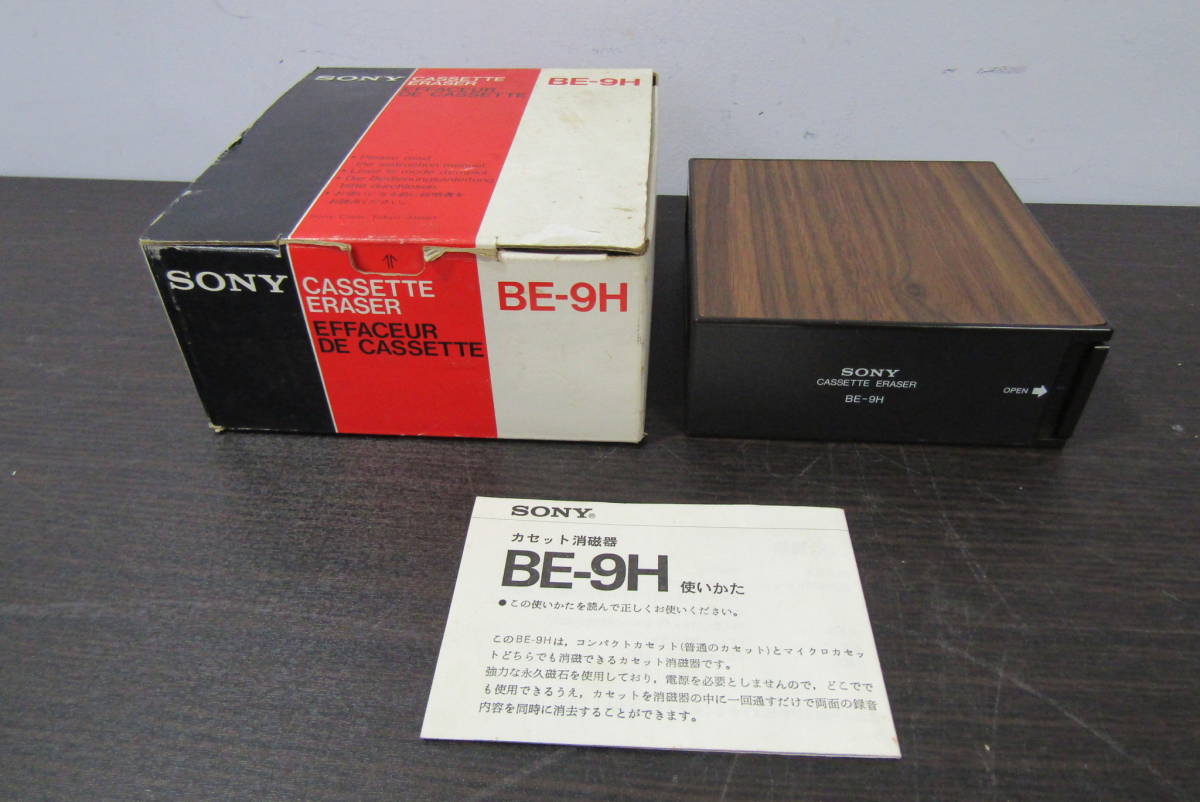 SONY
CASSETTE
ERASER
EFFACEUR
DE CASSETTE
BE-9H
• Please read
the instruction manual.
SONY
CASSETTE
ERASER
EFFACEUR
DE CASSETTE
BE-9H
SONY
CASSETTE ERASER
BE-9H
OPEN
SONY®
カセット消磁器
BE-9H 使いかた
●この使いかたを読んで正しくお使いください。
このBE-9Hは，コンパクトカセット(普通のカセット)とマイクロカセッ
トどちらでも消磁できるカセット消磁器です。
強力な永久磁石を使用しており，電源を必要としませんので，どこでで
も使用できるうえ，カセットを消磁器の中に一回通すだけで両面の録音
内容を同時に消去することができます。